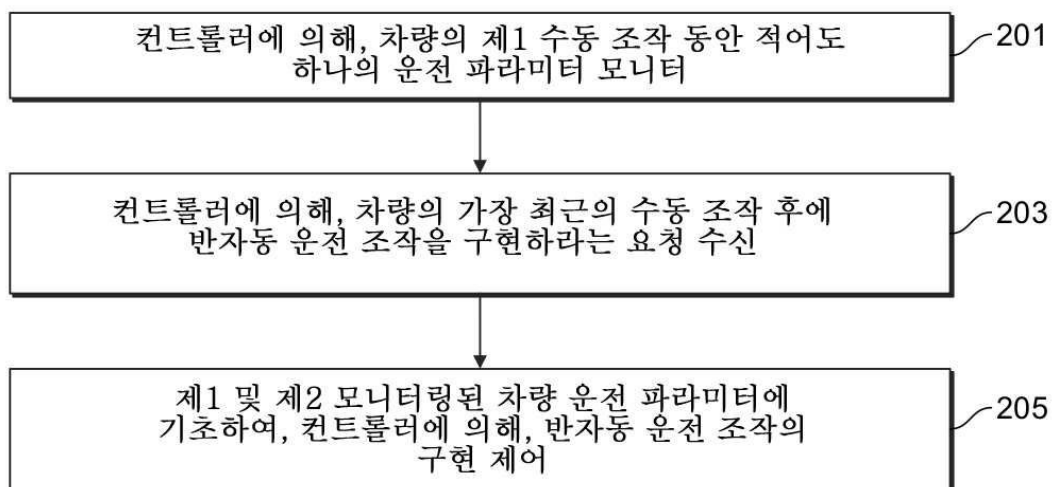 컨트롤러에 의해, 차량의 제1 수동 조작 동안 적어도
하나의 운전 파라미터 모니터
201
컨트롤러에 의해, 차량의 가장 최근의 수동 조작 후에
반자동 운전 조작을 구현하라는 요청 수신
203
제1 및 제2 모니터링된 차량 운전 파라미터에
기초하여, 컨트롤러에 의해, 반자동 운전 조작의
구현 제어
205